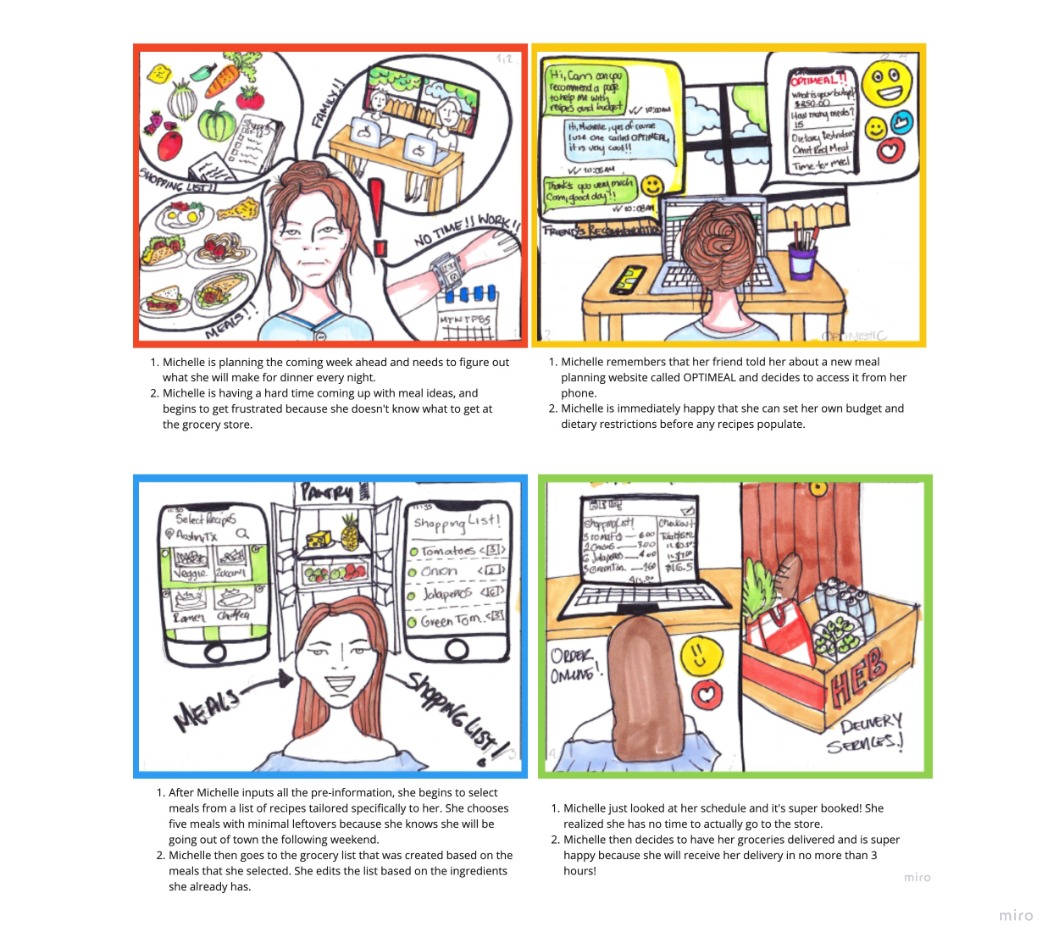 1,2
FAMILY!!
SHOPPING LIST!!
NO TIME!! WORK!!
MEALS!!
Hi, Cam can you
recommend a page
to help me with
recipes and budget
10:00AM
Hi, Michelle, yes of course
I use one called OPTIMEAL,
it is very cool!!
10:05AM
Thanks you very much
Cam, good day!!
10:08AM
OPTIMEAL!!
What is your budget?
$250.00
How many meals?
15
Dietary Restrictions
Omit Red Meat
Time for meal
1. Michelle is planning the coming week ahead and needs to figure out
what she will make for dinner every night.
2. Michelle is having a hard time coming up with meal ideas, and
begins to get frustrated because she doesn't know what to get at
the grocery store.
1. Michelle remembers that her friend told her about a new meal
planning website called OPTIMEAL and decides to access it from her
phone.
2. Michelle is immediately happy that she can set her own budget and
dietary restrictions before any recipes populate.
Select Recipes
Austin, TX
Veggie
Ramen
PANTRY
Shopping List!
Tomatoes <[3]>
Onion
Jalapeños
Green Tom.
MEALS
SHOPPING LIST!
Shopping List!
Checkout
$16.5
ORDER
ONLINE!
HEB
DELIVERY
SERVICES!
1. After Michelle inputs all the pre-information, she begins to select
meals from a list of recipes tailored specifically to her. She chooses
five meals with minimal leftovers because she knows she will be
going out of town the following weekend.
2. Michelle then goes to the grocery list that was created based on the
meals that she selected. She edits the list based on the ingredients
she already has.
1. Michelle just looked at her schedule and it's super booked! She
realized she has no time to actually go to the store.
2. Michelle then decides to have her groceries delivered and is super
happy because she will receive her delivery in no more than 3
hours!
miro
miro